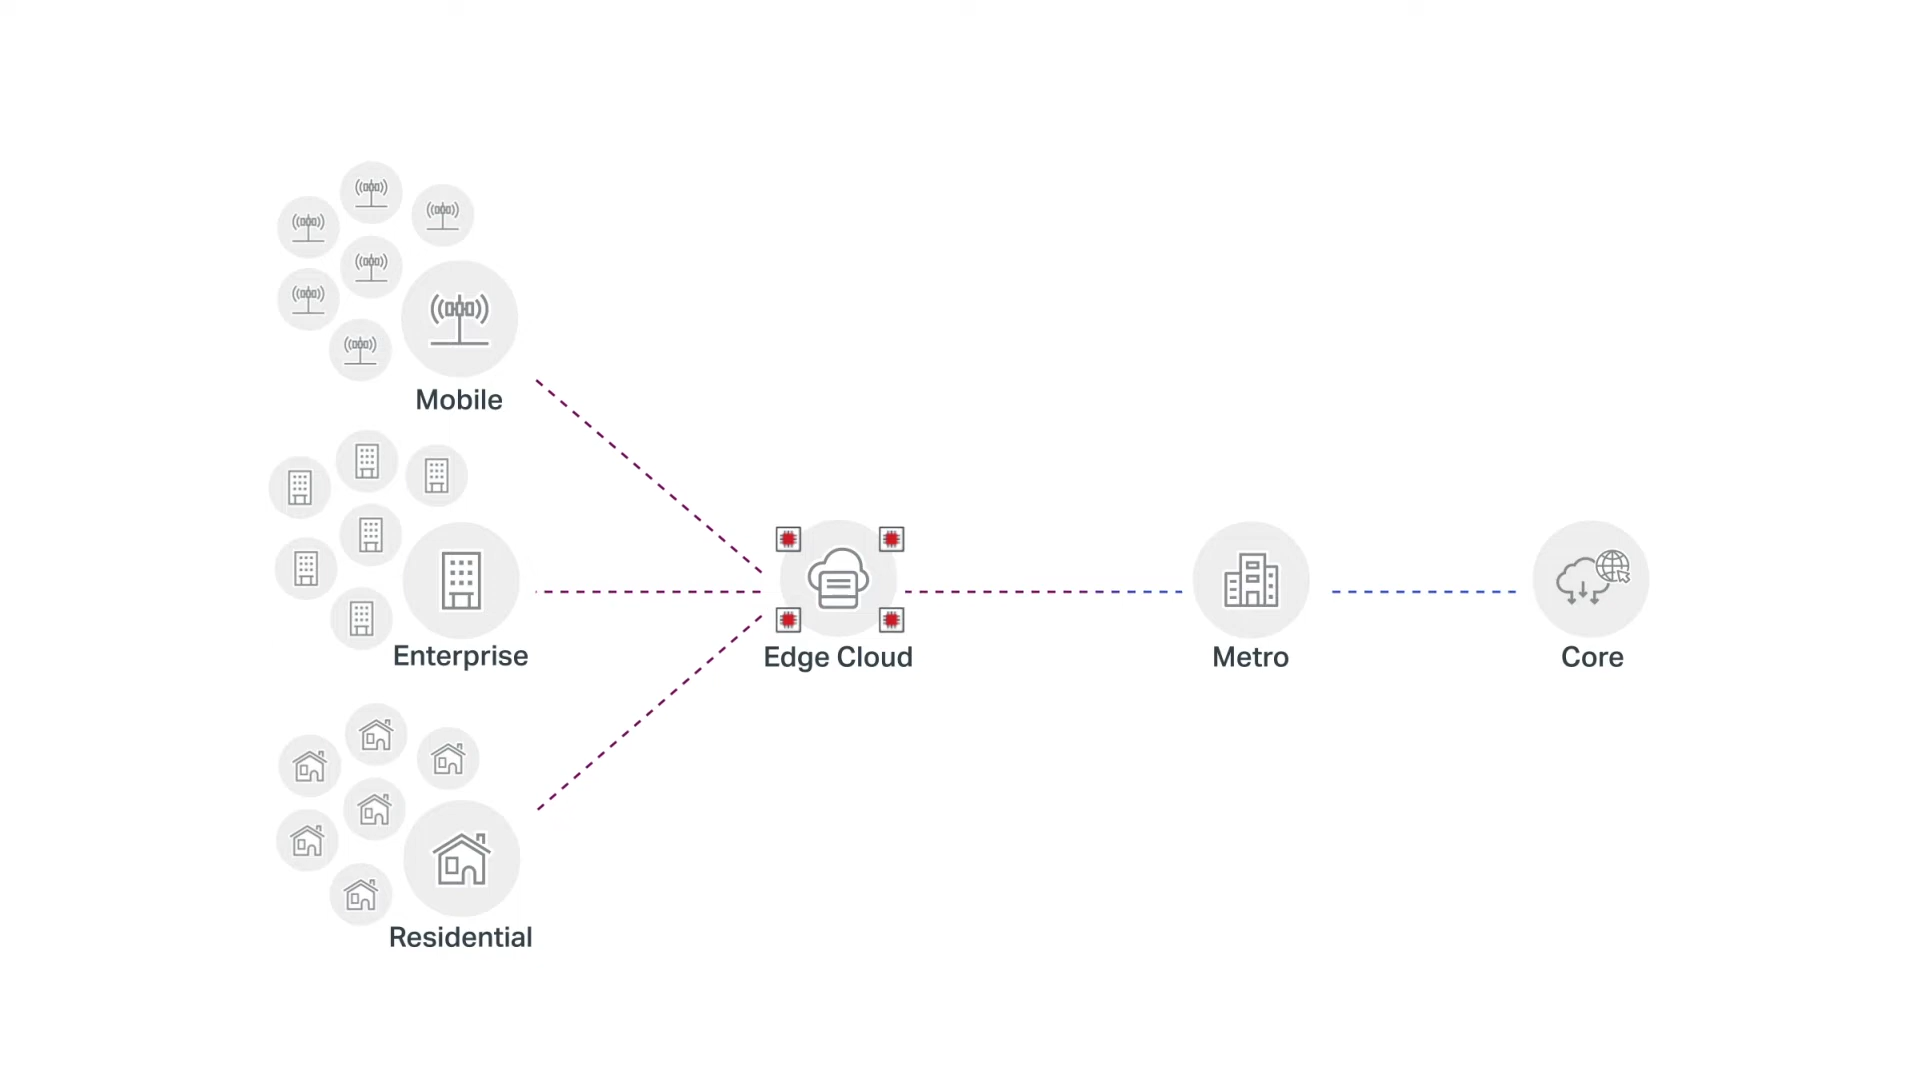 Mobile
Enterprise
Residential
Edge Cloud
Metro
Core